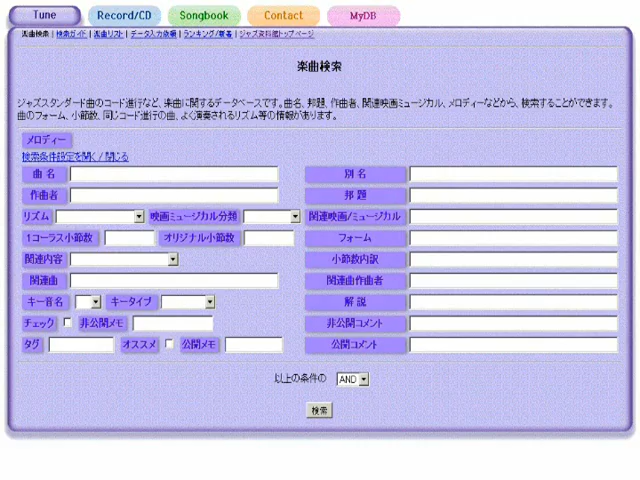 Tune Record/CD Songbook Contact MyDB
楽曲検索 | 検索ガイド | 楽曲リスト | データ入力依頼 | ランキング/新着 | ジャズ資料館トップページ
楽曲検索
ジャズスタンダード曲のコード進行など、楽曲に関するデータベースです。曲名、邦題、作曲者、関連映画ミュージカル、メロディーなどから、検索することができます。
曲のフォーム、小節数、同じコード進行の曲、よく演奏されるリズム等の情報があります。
メロディー
検索条件設定を開く / 閉じる
曲 名 別 名
作曲者 邦 題
リズム 映画ミュージカル分類 関連映画/ミュージカル
1コーラス小節数 オリジナル小節数 フォーム
関連内容 小節数内訳
関連曲 関連曲作曲者
キー音名 キータイプ 解 説
チェック 非公開メモ 非公開コメント
タグ オススメ 公開メモ 公開コメント
以上の条件の AND
検索